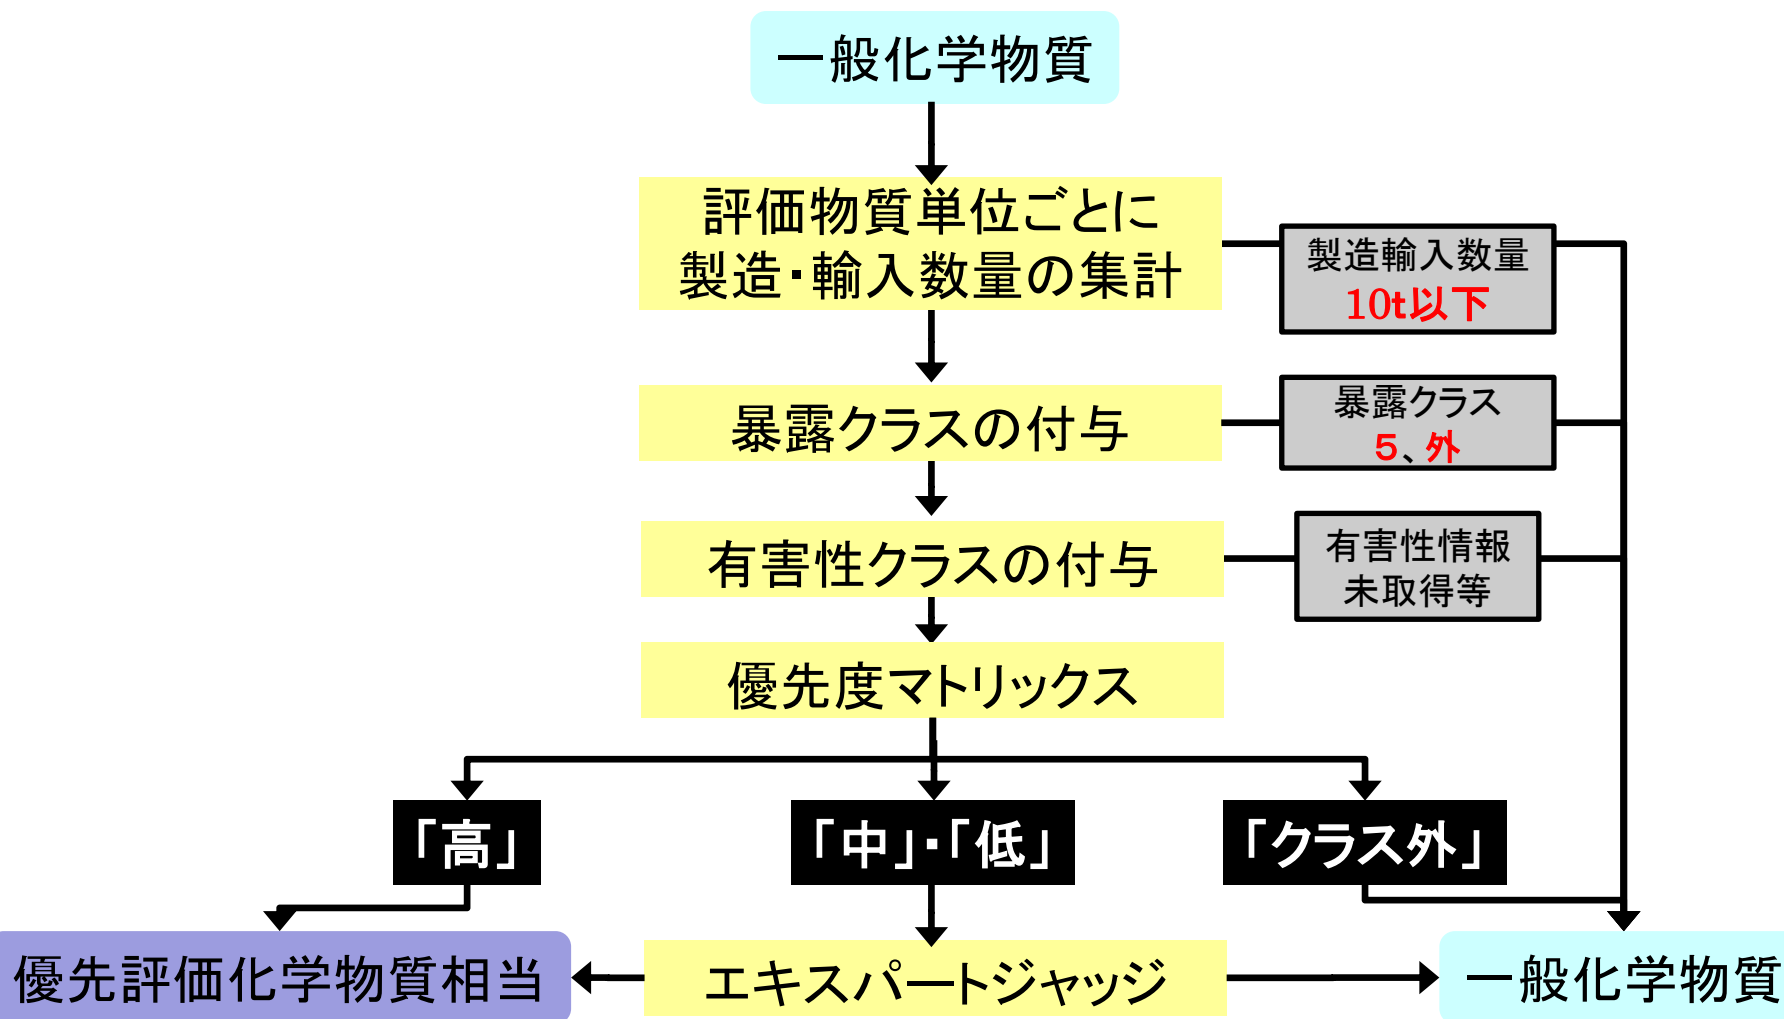 一般化学物質
評価物質単位ごとに
製造・輸入数量の集計
製造輸入数量
10t以下
暴露クラスの付与
暴露クラス
5、外
有害性クラスの付与
有害性情報
未取得等
優先度マトリックス
「高」
「中」・「低」
「クラス外」
優先評価化学物質相当
エキスパートジャッジ
一般化学物質